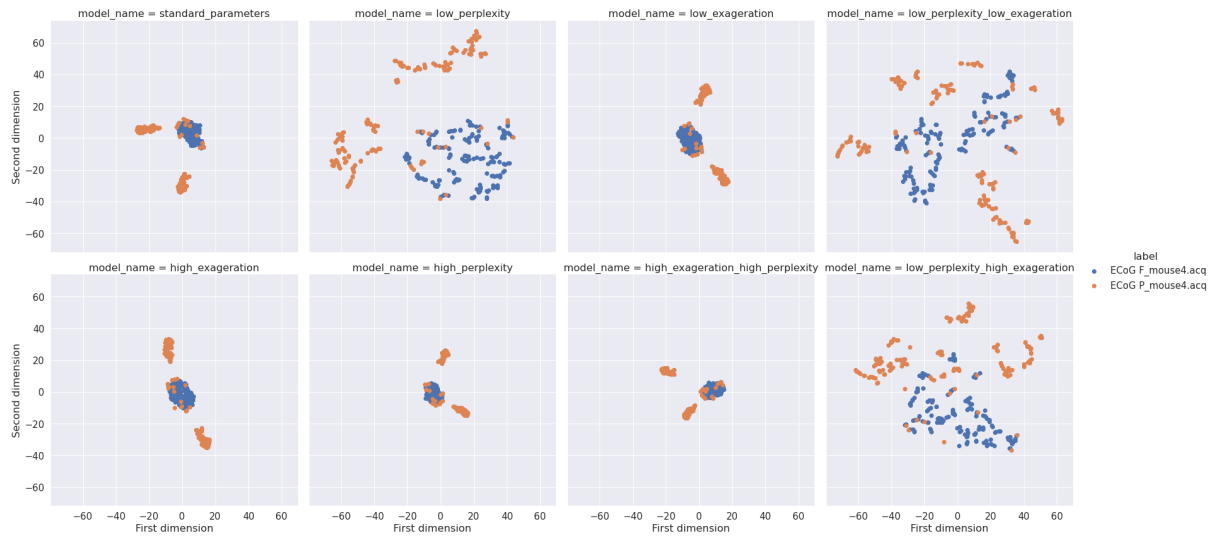 model_name = standard_parameters
model_name = low_perplexity
model_name = low_exageration
model_name = low_perplexity_low_exageration
Second dimension
60
40
20
0
−20
−40
−60
model_name = high_exageration
model_name = high_perplexity
model_name = high_exageration_high_perplexity
model_name = low_perplexity_high_exageration
Second dimension
60
40
20
0
−20
−40
−60
−60 −40 −20 0 20 40 60
−60 −40 −20 0 20 40 60
−60 −40 −20 0 20 40 60
−60 −40 −20 0 20 40 60
First dimension
First dimension
First dimension
First dimension
label
ECoG F_mouse4.acq
ECoG P_mouse4.acq